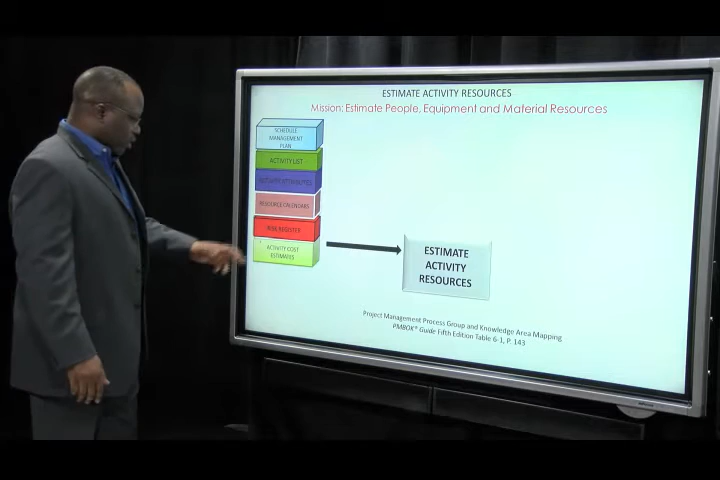 ESTIMATE ACTIVITY RESOURCES
Mission: Estimate People, Equipment and Material Resources
SCHEDULE
MANAGEMENT
PLAN
ACTIVITY LIST
ACTIVITY ATTRIBUTES
RESOURCE CALENDARS
RISK REGISTER
ACTIVITY COST
ESTIMATES
ESTIMATE
ACTIVITY
RESOURCES
Project Management Process Group and Knowledge Area Mapping
PMBOK® Guide Fifth Edition Table 6-1, P. 143